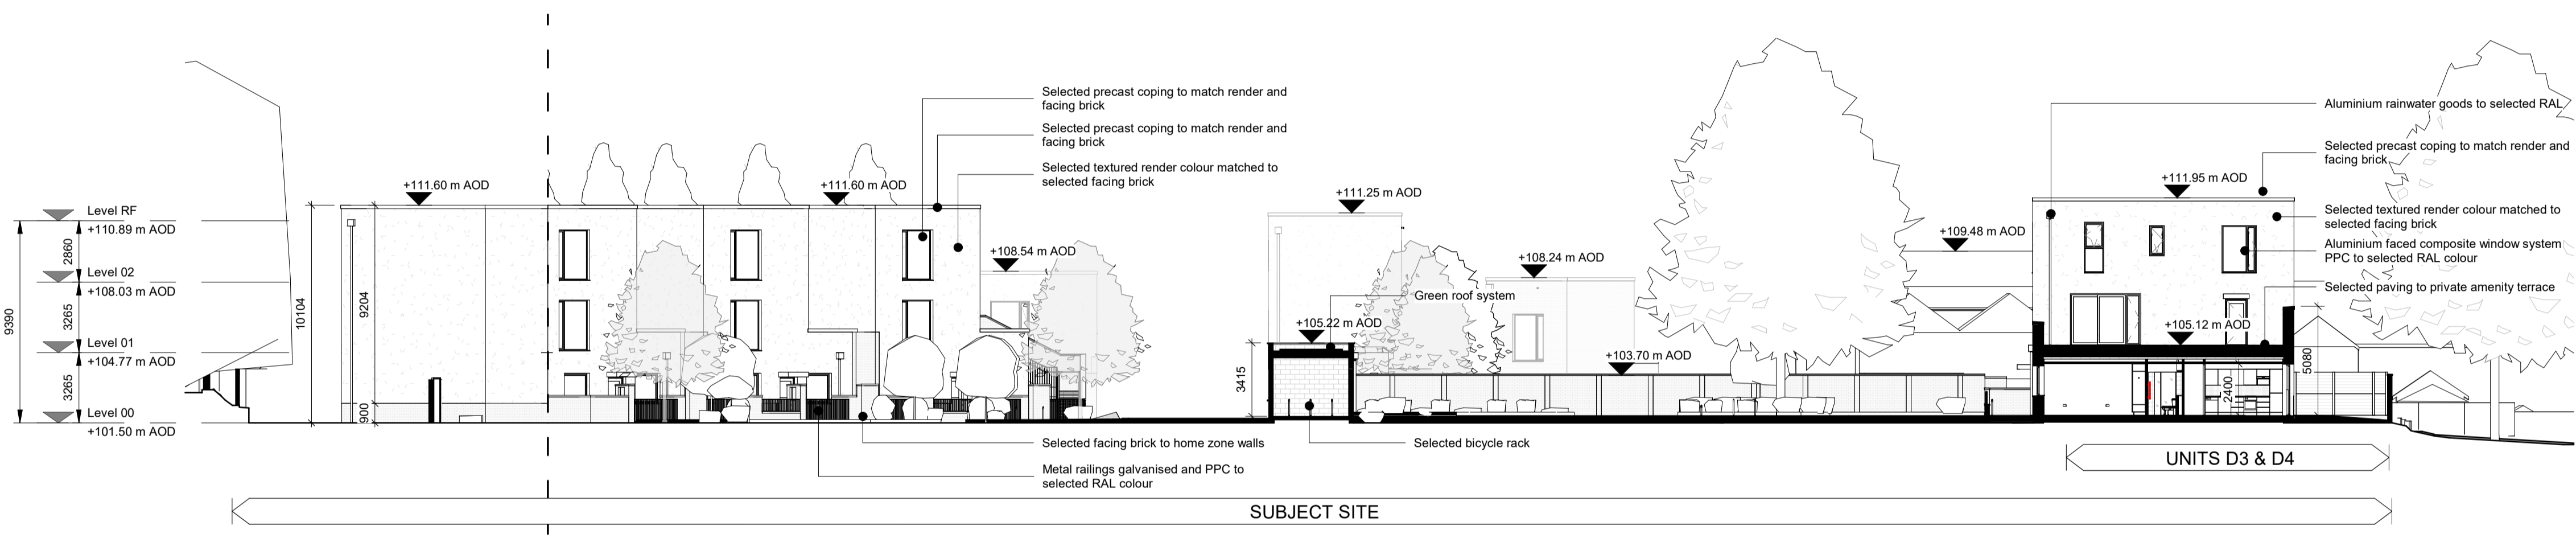 Level RF
+110.89 m AOD
2860
Level 02
+108.03 m AOD
3265
Level 01
+104.77 m AOD
3265
Level 00
+101.50 m AOD
9390
10104
9204
900
+111.60 m AOD
+111.60 m AOD
Selected precast coping to match render and
facing brick
Selected precast coping to match render and
facing brick
Selected textured render colour matched to
selected facing brick
+108.54 m AOD
Selected facing brick to home zone walls
Metal railings galvanised and PPC to
selected RAL colour
+111.25 m AOD
Green roof system
+105.22 m AOD
3415
Selected bicycle rack
+108.24 m AOD
+103.70 m AOD
+109.48 m AOD
+111.95 m AOD
+105.12 m AOD
2400
5080
Aluminium rainwater goods to selected RAL
Selected precast coping to match render and
facing brick
Selected textured render colour matched to
selected facing brick
Aluminium faced composite window system
PPC to selected RAL colour
Selected paving to private amenity terrace
UNITS D3 & D4
SUBJECT SITE